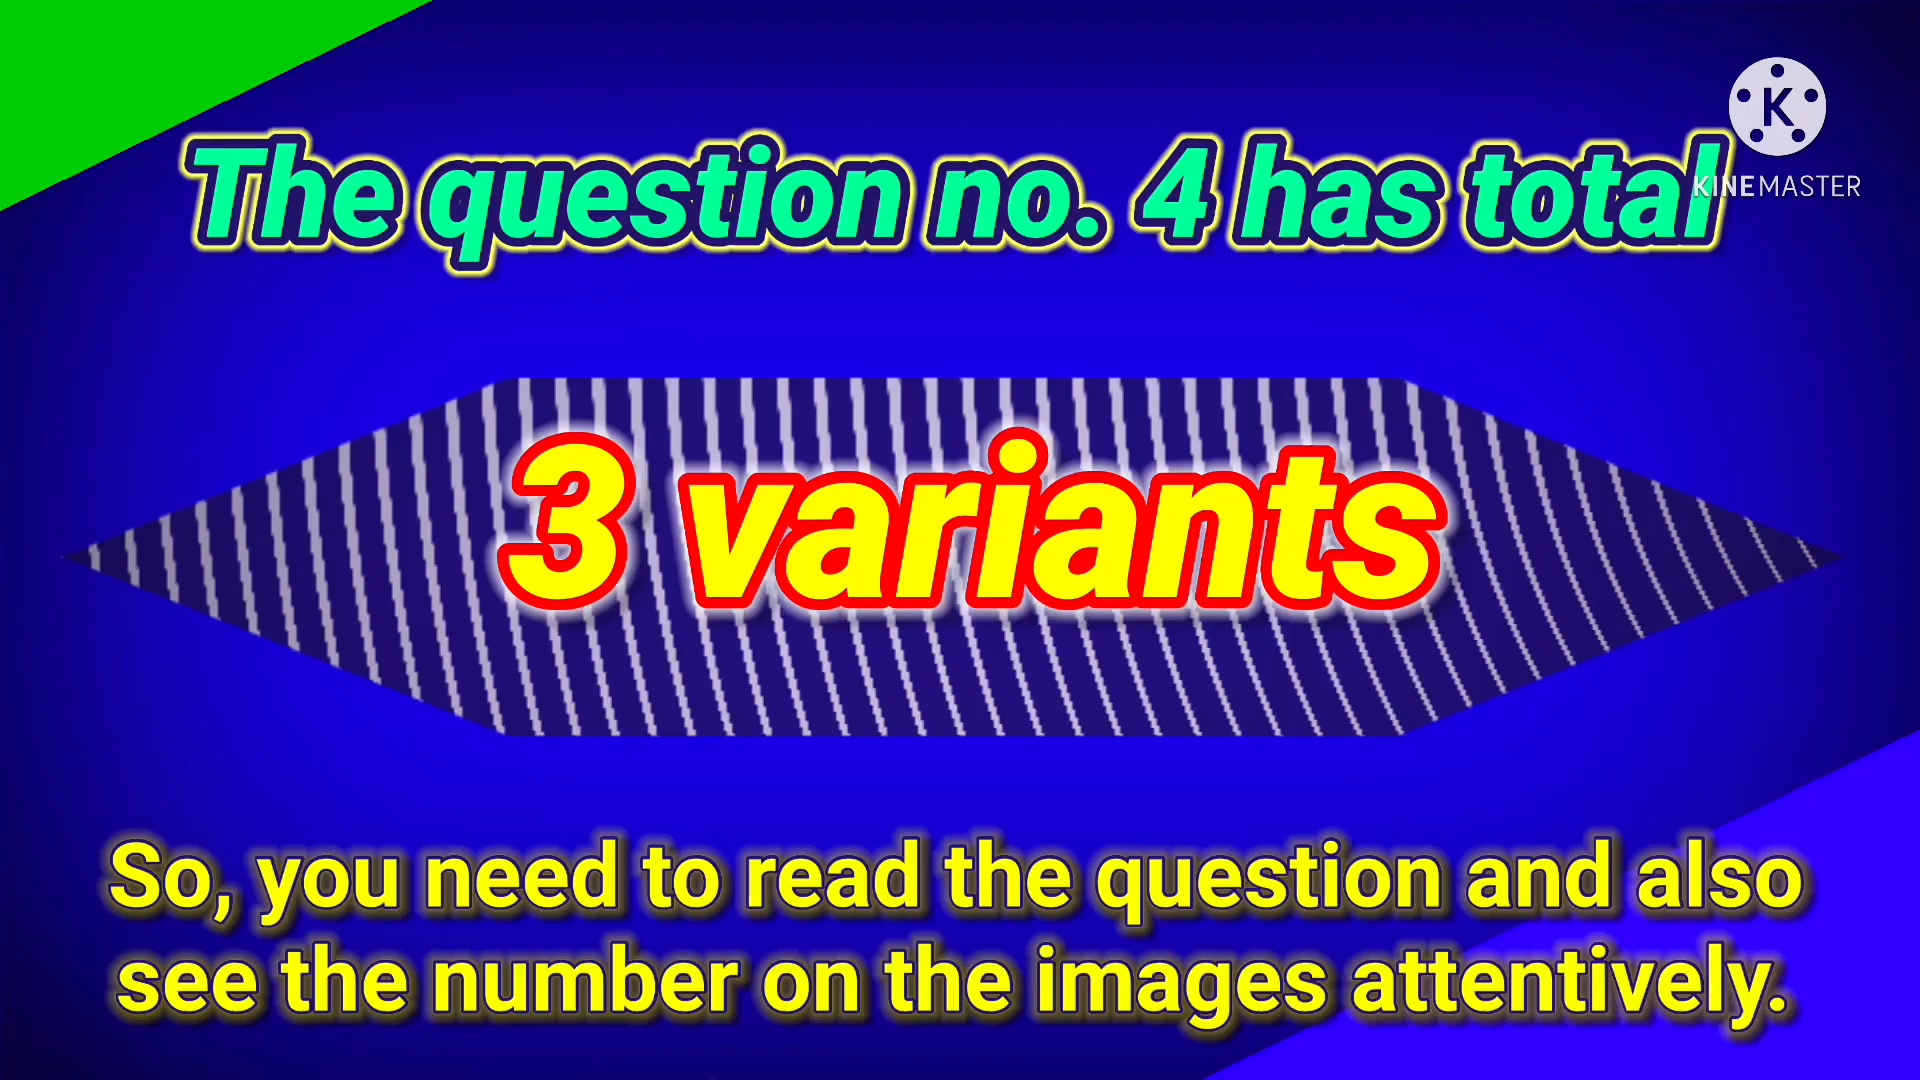 The question no. 4 has total
K
KINEMASTER
3 variants
So, you need to read the question and also
see the number on the images attentively.